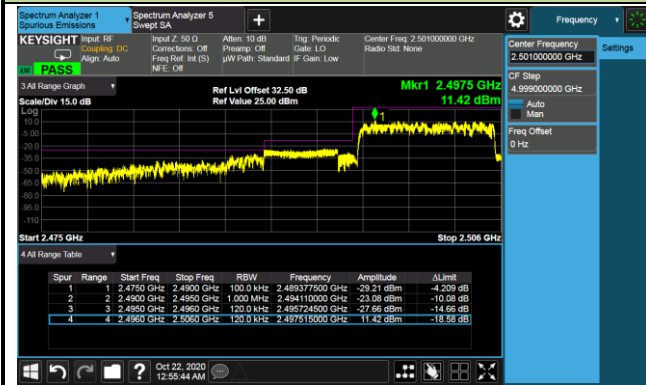 Spectrum Analyzer 1
Spurious Emissions
Spectrum Analyzer 5
Swept SA
Frequency
KEYSIGHT
Input: RF
Coupling: DC
Align: Auto
Input Z: 50 Ω
Corrections: Off
Freq Ref: Int (S)
NFE: Off
Atten: 10 dB
Preamp: Off
µW Path: Standard
Trig: Periodic
Gate: LO
IF Gain: Low
Center Freq: 2.501000000 GHz
Radio Std: None
PASS
Center Frequency
2.501000000 GHz
Settings
CF Step
4.999000000 GHz
Auto
Man
Freq Offset
0 Hz
3 All Range Graph
Scale/Div 15.0 dB
Ref Lvl Offset 32.50 dB
Ref Value 25.00 dBm
Mkr1 2.4975 GHz
11.42 dBm
Log
10.0
-5.00
-20.0
-35.0
-50.0
-65.0
-80.0
-95.0
-110
1
Start 2.475 GHz
Stop 2.506 GHz
4 All Range Table
Spur Range Start Freq Stop Freq RBW Frequency Amplitude ΔLimit
1 1 2.4750 GHz 2.4900 GHz 100.0 kHz 2.489377500 GHz -29.21 dBm -4.209 dB
2 2 2.4900 GHz 2.4950 GHz 1.000 MHz 2.494110000 GHz -23.08 dBm -10.08 dB
3 3 2.4950 GHz 2.4960 GHz 120.0 kHz 2.495724500 GHz -27.66 dBm -14.66 dB
4 4 2.4960 GHz 2.5060 GHz 120.0 kHz 2.497515000 GHz 11.42 dBm -18.58 dB
Oct 22, 2020
12:55:44 AM